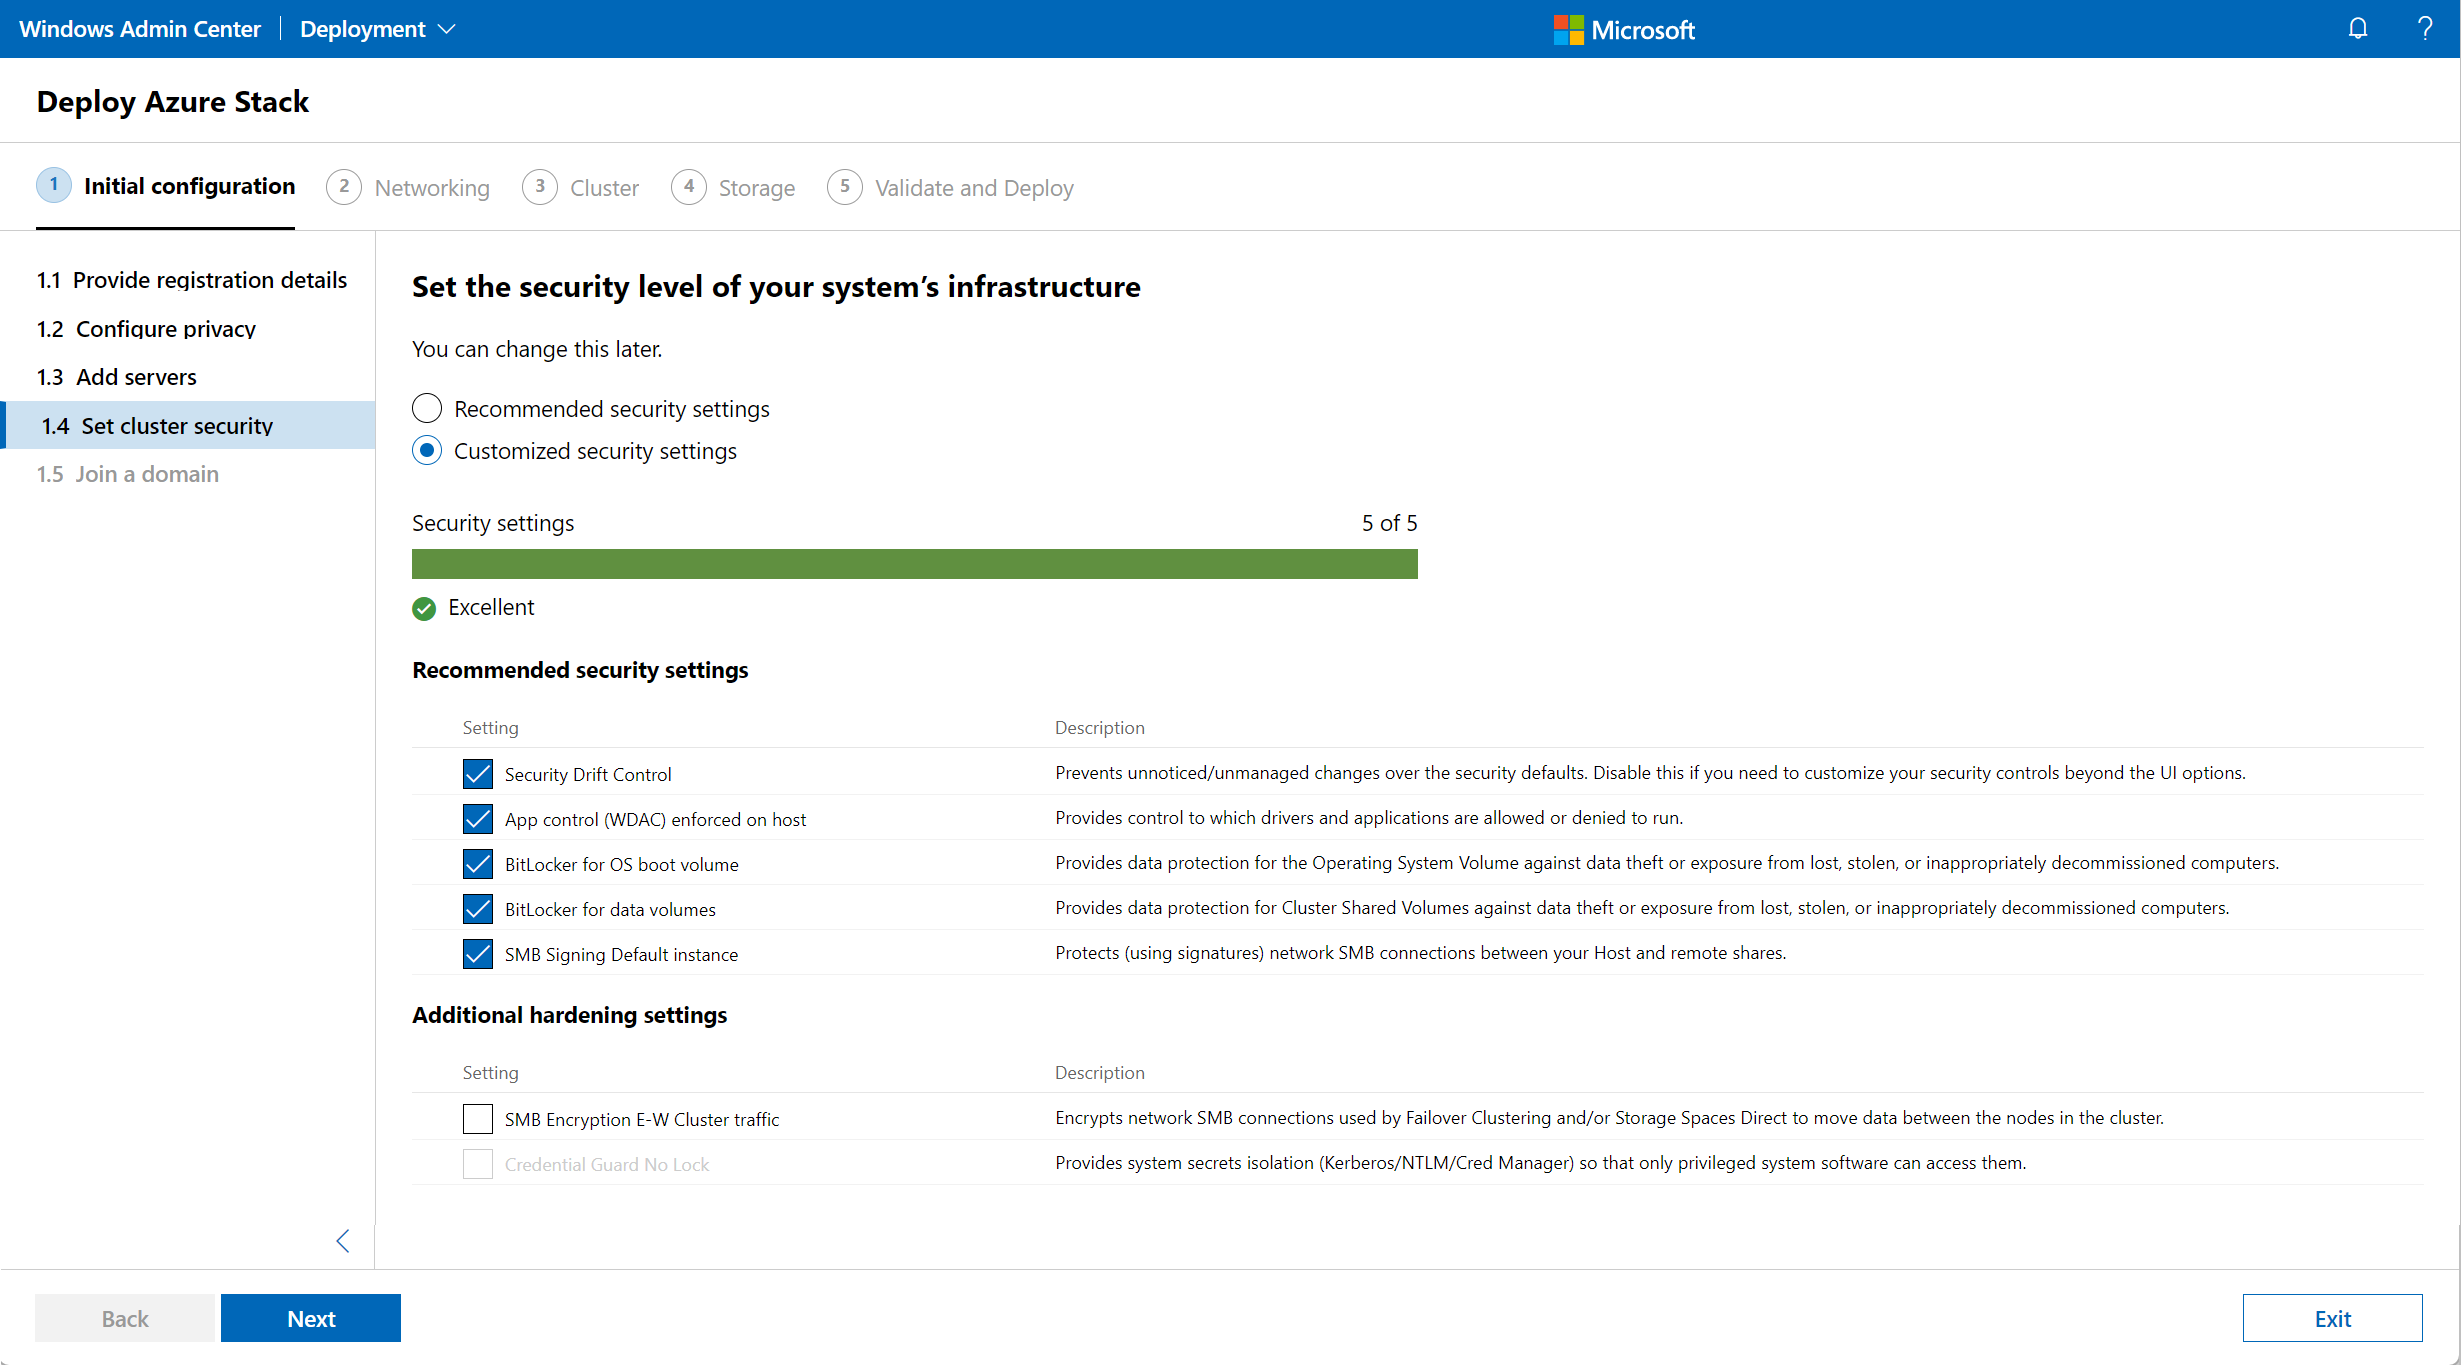 Windows Admin Center | Deployment
Microsoft
?
Deploy Azure Stack
1 Initial configuration
2 Networking
3 Cluster
4 Storage
5 Validate and Deploy
1.1 Provide registration details
1.2 Configure privacy
1.3 Add servers
1.4 Set cluster security
1.5 Join a domain
Set the security level of your system’s infrastructure
You can change this later.
Recommended security settings
Customized security settings
Security settings 5 of 5
Excellent
Recommended security settings
Setting Description
Security Drift Control Prevents unnoticed/unmanaged changes over the security defaults. Disable this if you need to customize your security controls beyond the UI options.
App control (WDAC) enforced on host Provides control to which drivers and applications are allowed or denied to run.
BitLocker for OS boot volume Provides data protection for the Operating System Volume against data theft or exposure from lost, stolen, or inappropriately decommissioned computers.
BitLocker for data volumes Provides data protection for Cluster Shared Volumes against data theft or exposure from lost, stolen, or inappropriately decommissioned computers.
SMB Signing Default instance Protects (using signatures) network SMB connections between your Host and remote shares.
Additional hardening settings
Setting Description
SMB Encryption E-W Cluster traffic Encrypts network SMB connections used by Failover Clustering and/or Storage Spaces Direct to move data between the nodes in the cluster.
Credential Guard No Lock Provides system secrets isolation (Kerberos/NTLM/Cred Manager) so that only privileged system software can access them.
Back
Next
Exit